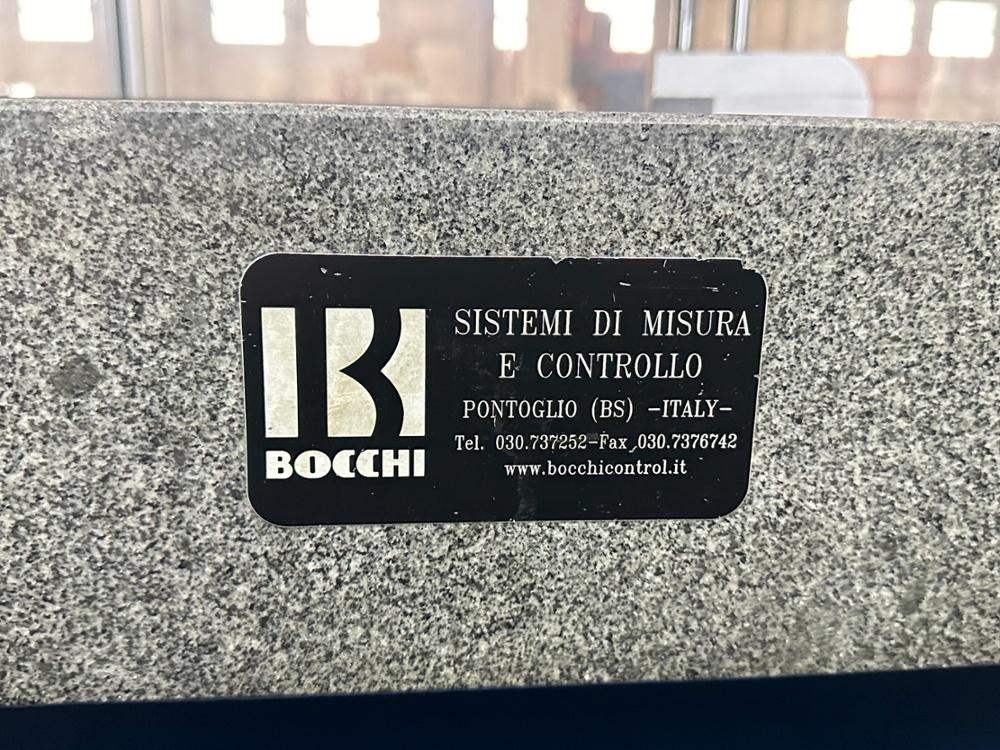 BOCCHI
SISTEMI DI MISURA
E CONTROLLO
PONTOGLIO (BS) -ITALY-
Tel. 030.737252-Fax 030.7376742
www.bocchicontrol.it